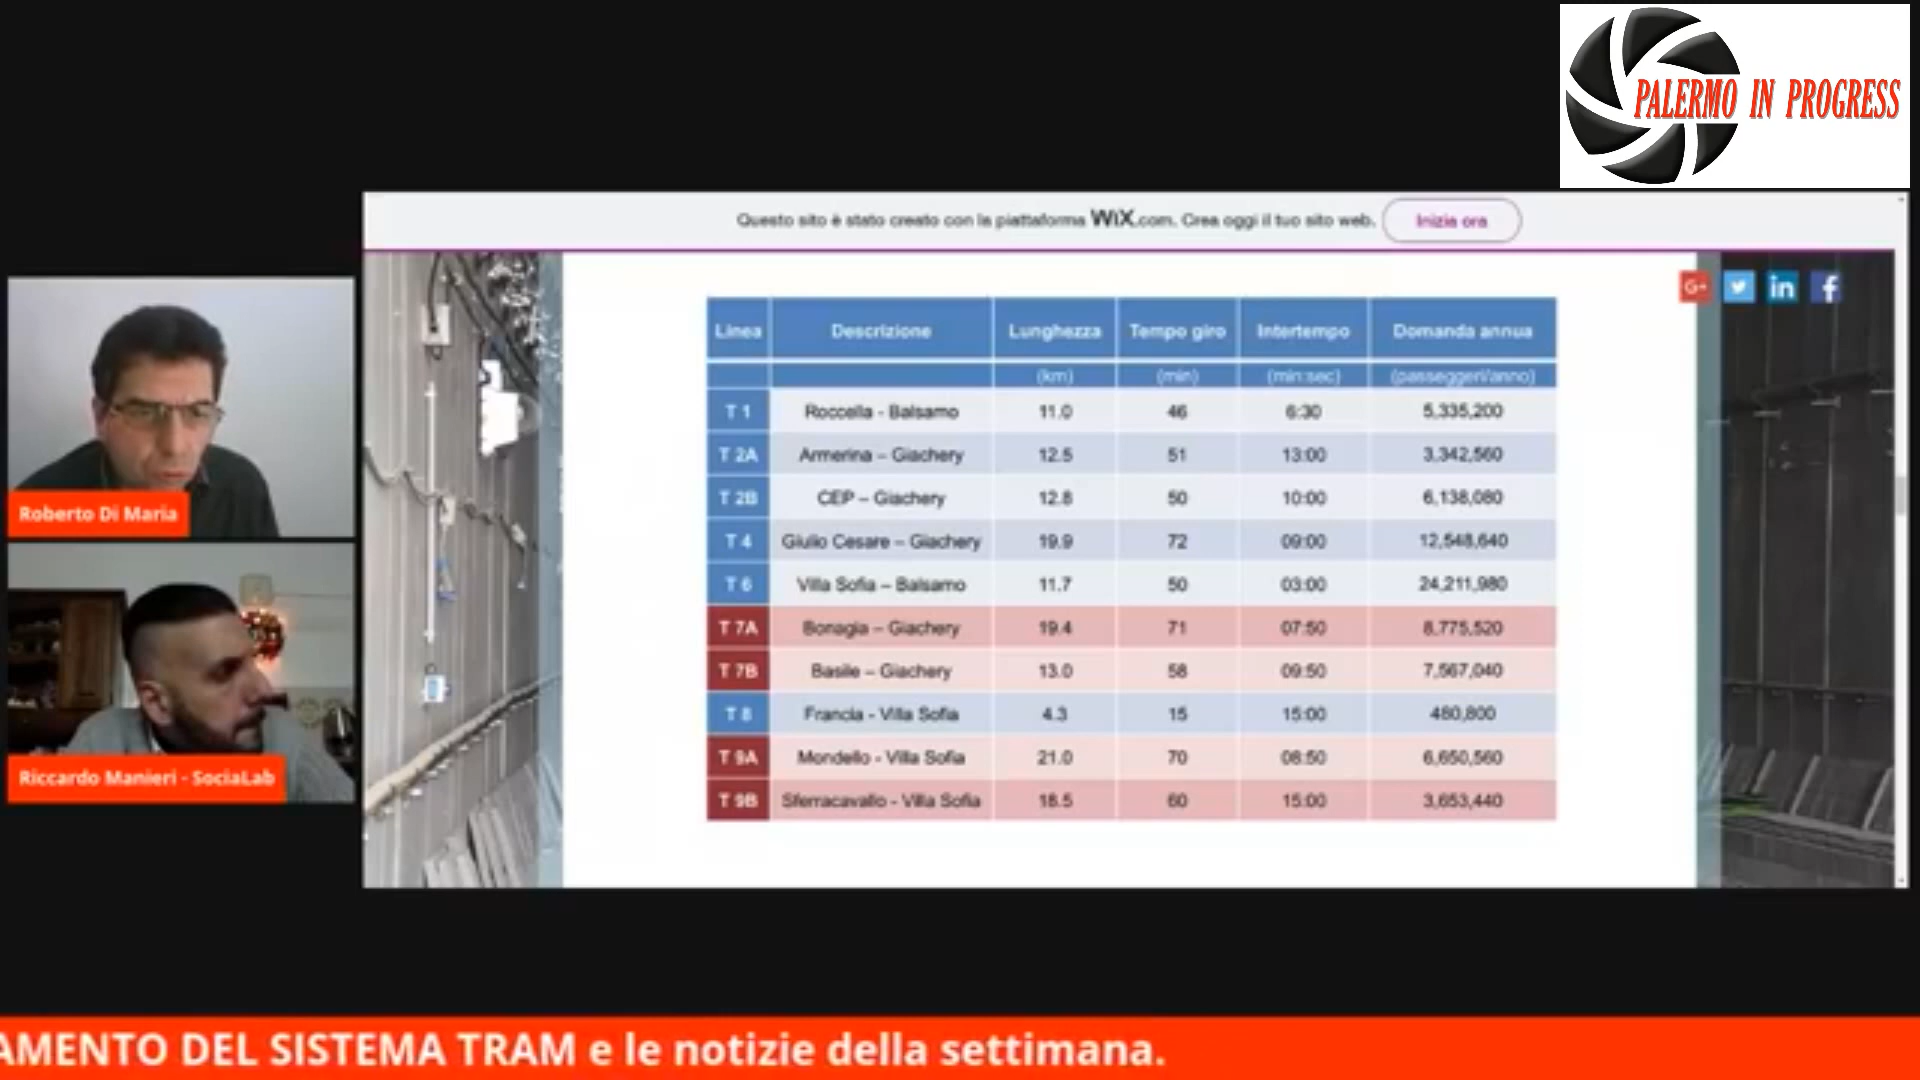 PALERMO IN PROGRESS
Questo sito è stato creato con la piattaforma WiX.com. Crea oggi il tuo sito web. Inizia ora
G+ in f
Linea Descrizione Lunghezza Tempo giro Intertempo Domanda annua
(km) (min) (min:sec) (passeggeri/anno)
T 1 Roccella - Balsamo 11.0 46 6:30 5,335,200
T 2A Armerina – Giachery 12.5 51 13:00 3,342,560
T 2B CEP – Giachery 12.8 50 10:00 6,138,080
T 4 Giulio Cesare – Giachery 19.9 72 09:00 12,548,640
T 6 Villa Sofia – Balsamo 11.7 50 03:00 24,211,980
T 7A Bonagia – Giachery 19.4 71 07:50 8,775,520
T 7B Basile – Giachery 13.0 58 09:50 7,567,040
T 8 Francia - Villa Sofia 4.3 15 15:00 480,800
T 9A Mondello - Villa Sofia 21.0 70 08:50 6,650,560
T 9B Sferracavallo - Villa Sofia 18.5 60 15:00 3,653,440
Roberto Di Maria
Riccardo Manieri - SociaLab
AMENTO DEL SISTEMA TRAM e le notizie della settimana.